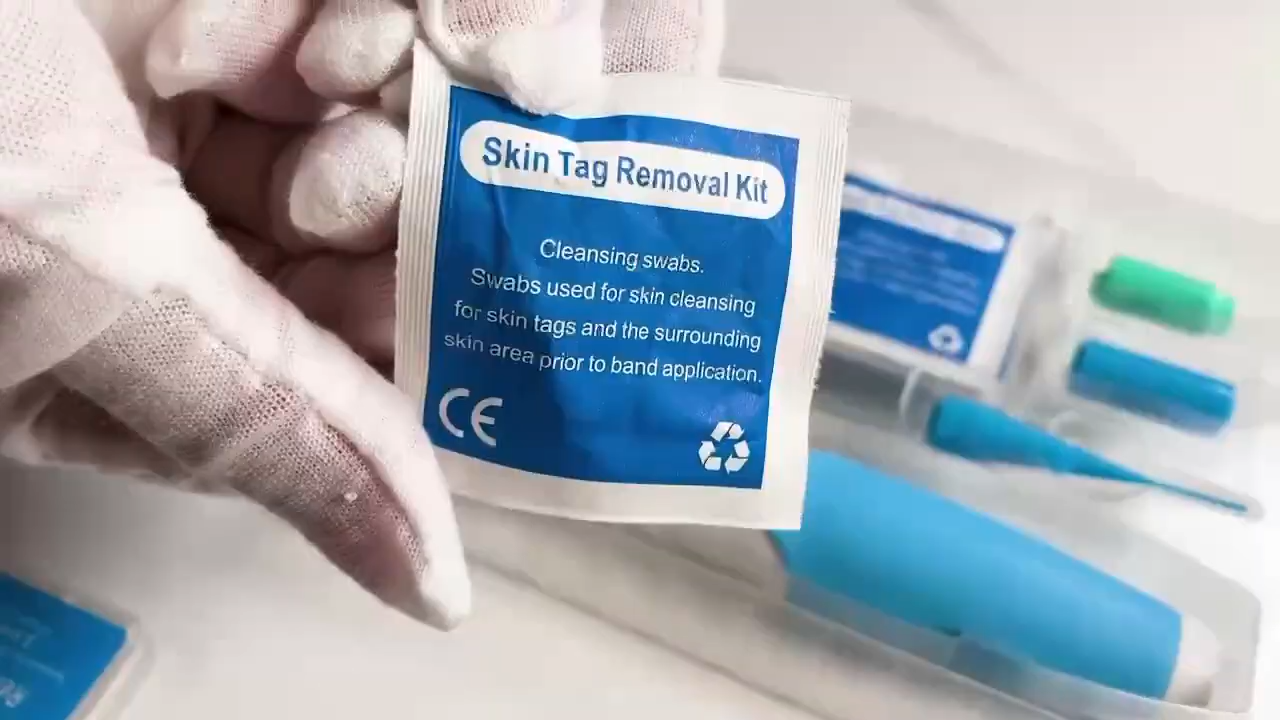 Skin Tag Removal Kit
Cleansing swabs.
Swabs used for skin cleansing
for skin tags and the surrounding
skin area prior to band application.
CE